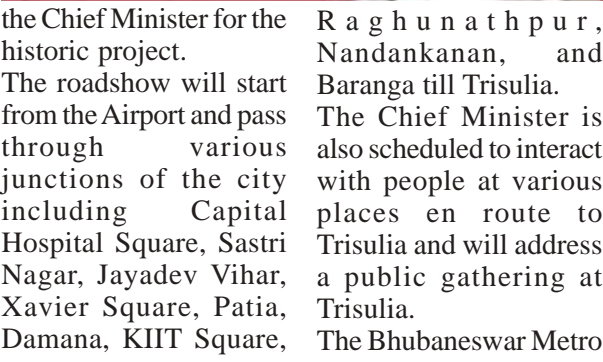 the Chief Minister for the
historic project.
The roadshow will start
from the Airport and pass
through various
junctions of the city
including Capital
Hospital Square, Sastri
Nagar, Jayadev Vihar,
Xavier Square, Patia,
Damana, KIIT Square,
Raghunathpur,
Nandankanan, and
Baranga till Trisulia.
The Chief Minister is
also scheduled to interact
with people at various
places en route to
Trisulia and will address
a public gathering at
Trisulia.
The Bhubaneswar Metro